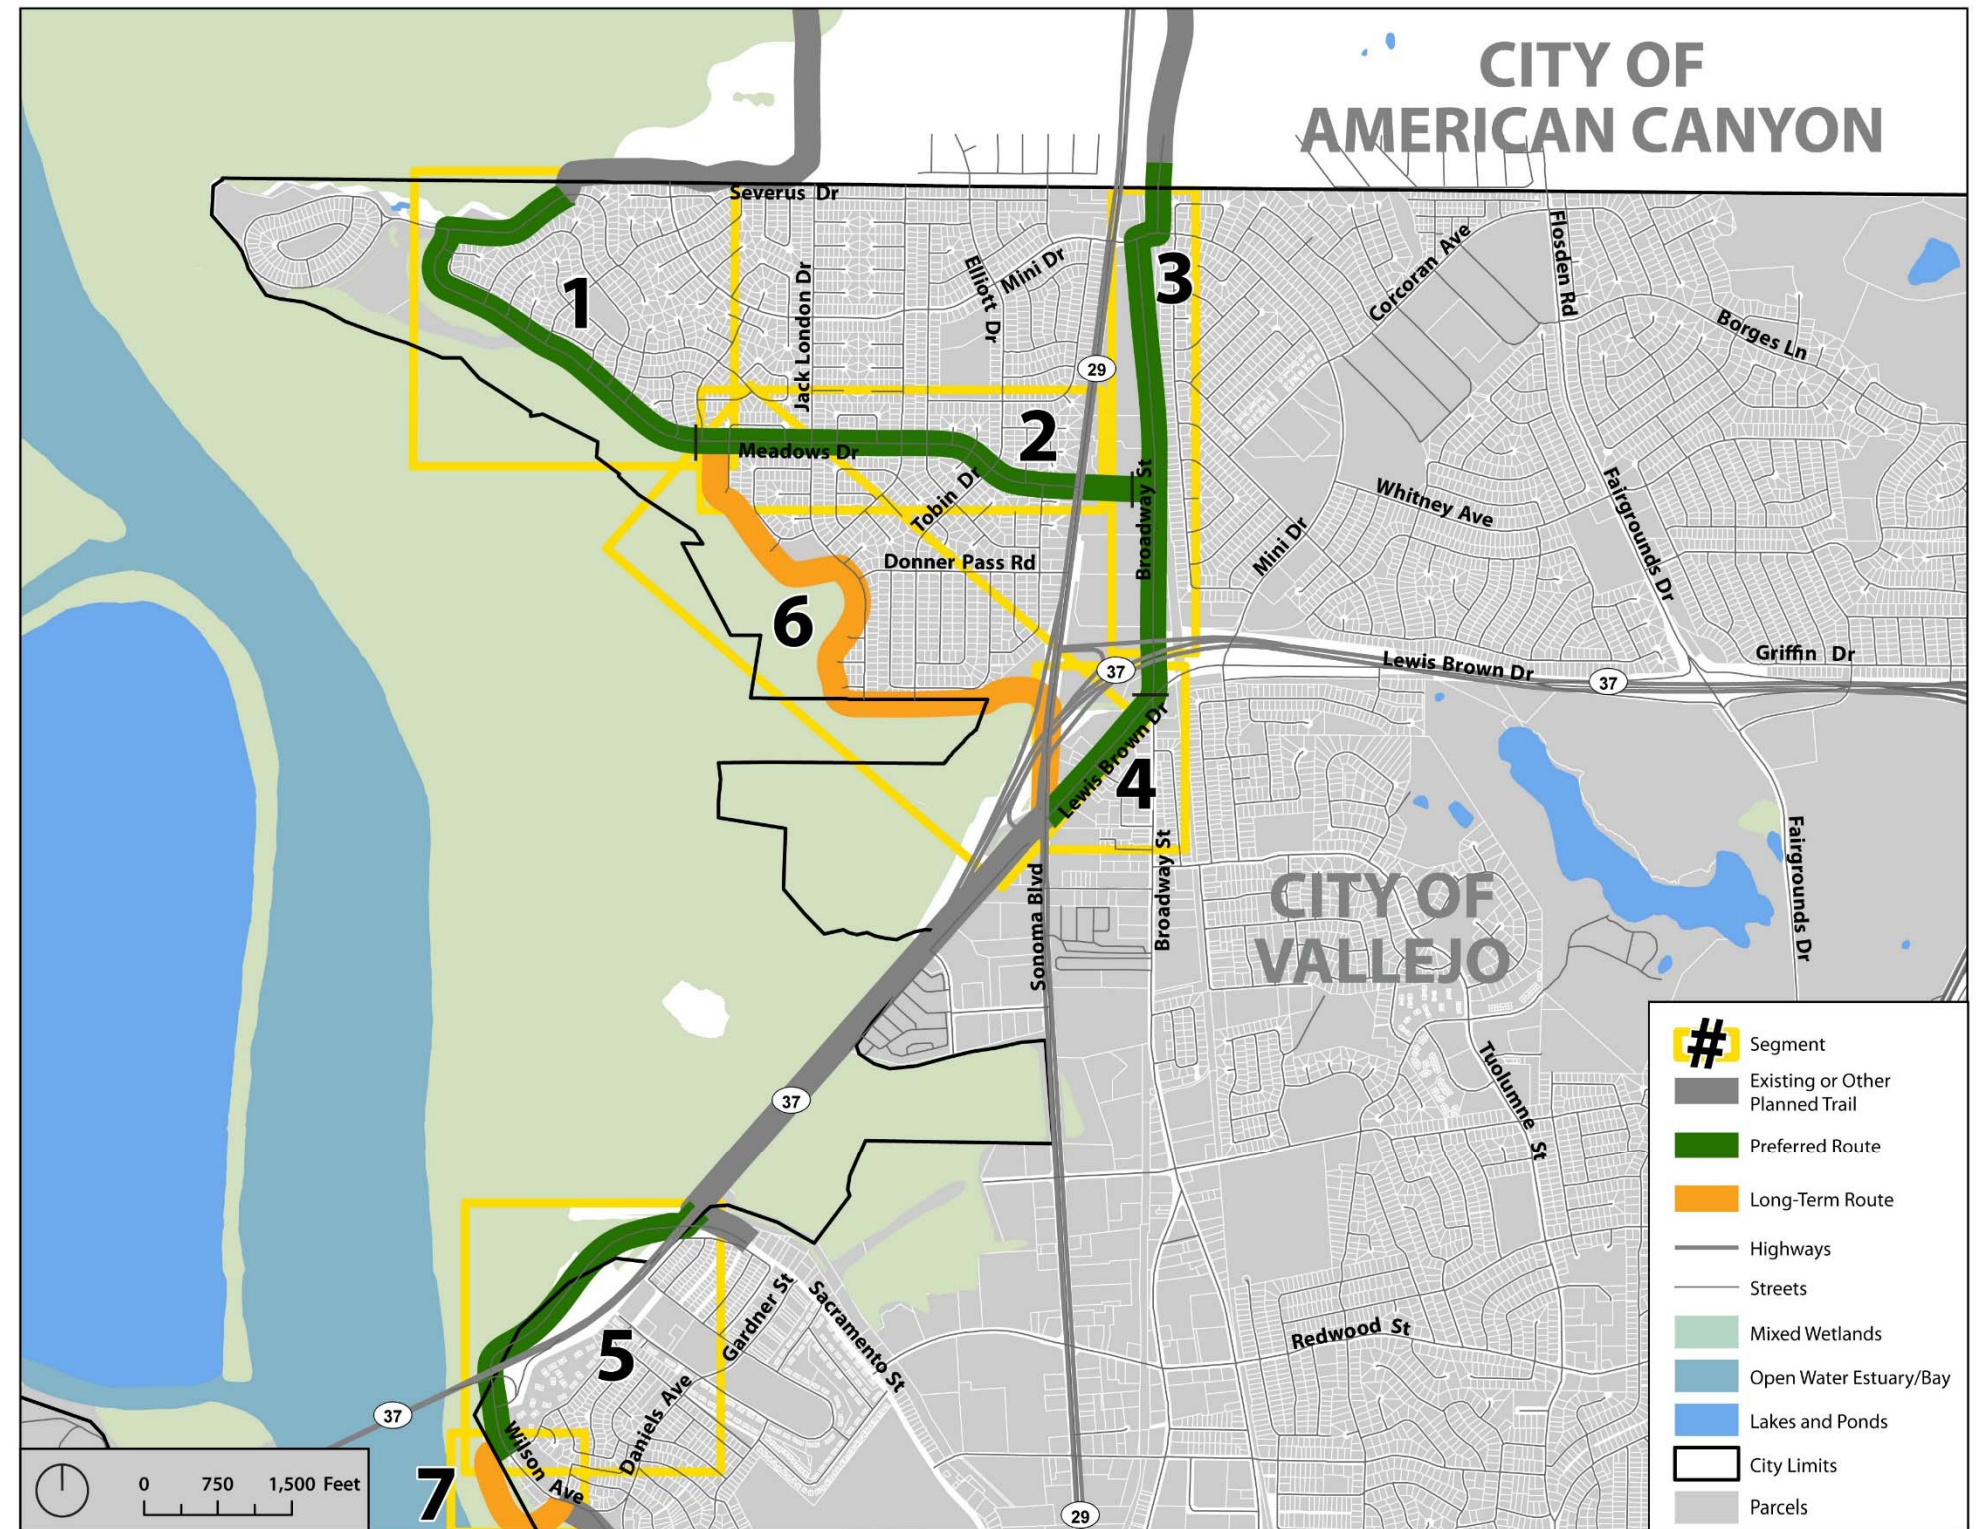 CITY OF
AMERICAN CANYON
Severus Dr
Flosden Rd
Corcoran Ave
3
Mini Dr
Elliott Dr
Jack London Dr
1
Borges Ln
29
2
Meadows Dr
Tobin Dr
Broadway St
Whitney Ave
Fairgrounds Dr
Mini Dr
Donner Pass Rd
6
37
Lewis Brown Dr
37
Griffin Dr
Lewis Brown Dr
4
Sonoma Blvd
Broadway St
CITY OF
VALLEJO
Fairgrounds Dr
37
Tuolumne St
5
Gardner St
Sacramento St
Redwood St
Daniels Ave
37
Wilson Ave
7
29
0 750 1,500 Feet
# Segment
Existing or Other
Planned Trail
Preferred Route
Long-Term Route
Highways
Streets
Mixed Wetlands
Open Water Estuary/Bay
Lakes and Ponds
City Limits
Parcels